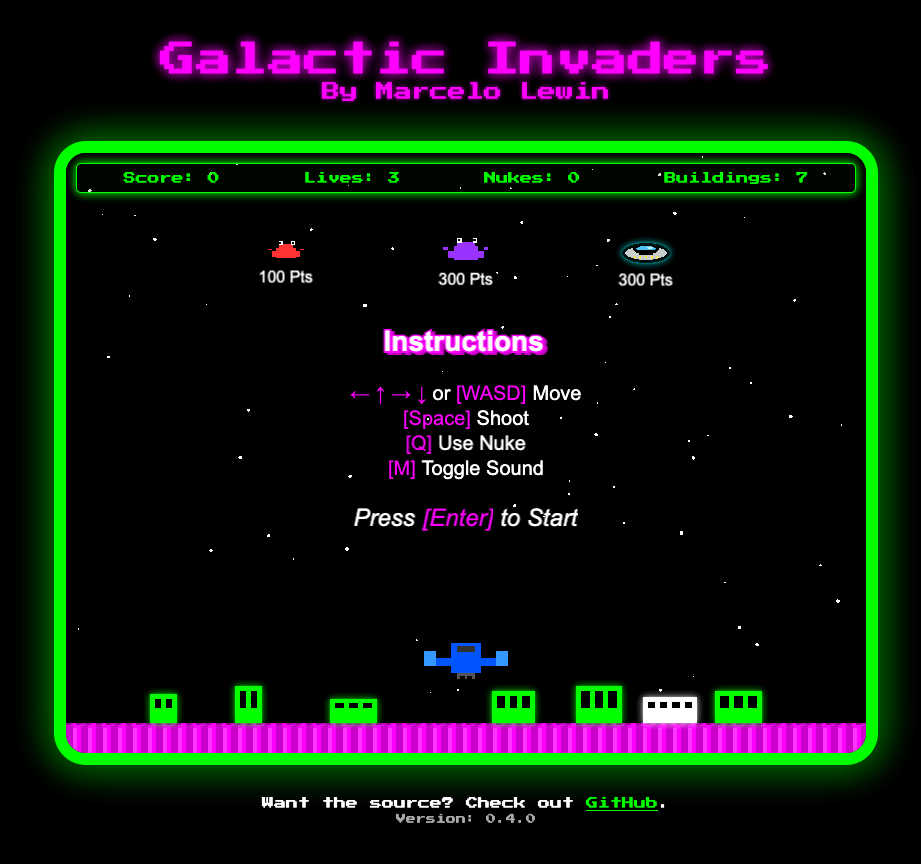 Galactic Invaders
By Marcelo Lewin
Score: 0 Lives: 3 Nukes: 0 Buildings: 7
100 Pts 300 Pts 300 Pts
Instructions
←↑→↓ or [WASD] Move
[Space] Shoot
[Q] Use Nuke
[M] Toggle Sound
Press [Enter] to Start
Want the source? Check out GitHub.
Version: 0.4.0